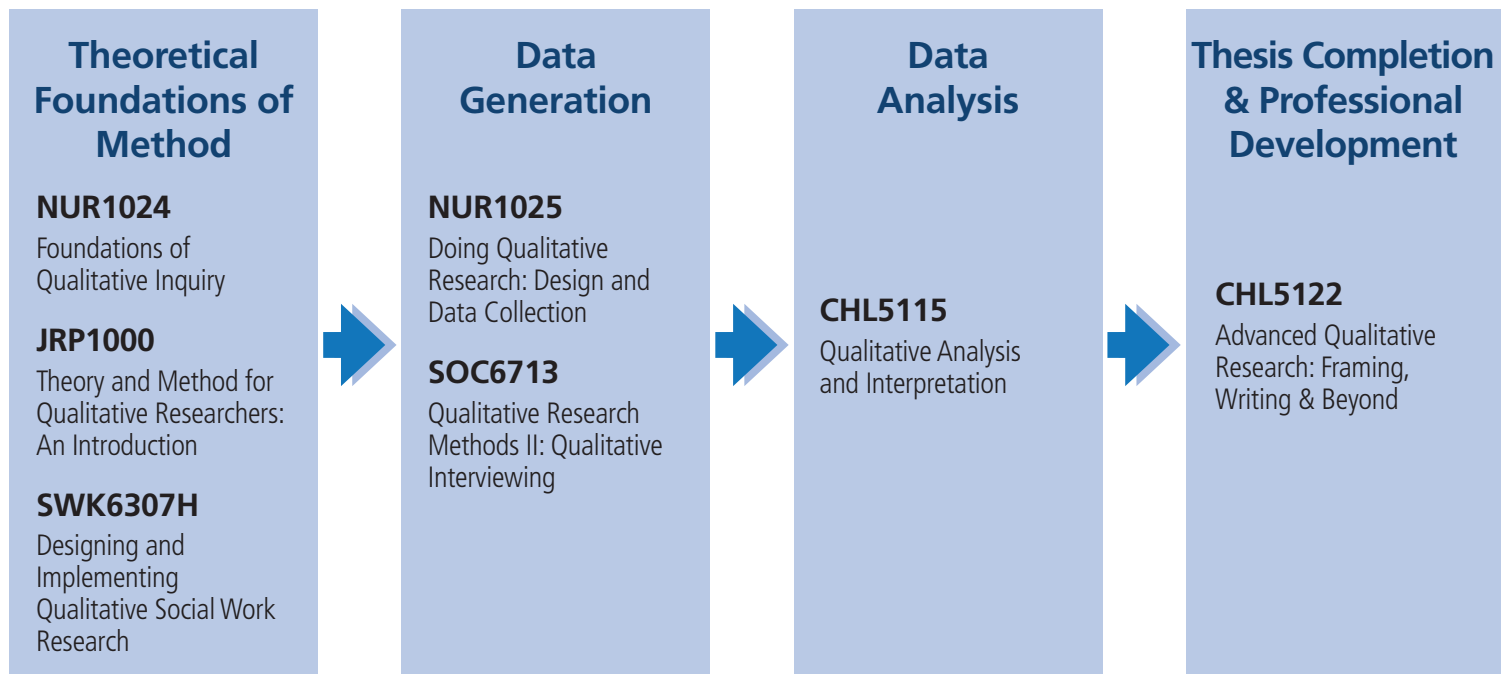 Theoretical
Foundations of
Method
NUR1024
Foundations of
Qualitative Inquiry
JRP1000
Theory and Method for
Qualitative Researchers:
An Introduction
SWK6307H
Designing and
Implementing
Qualitative Social Work
Research
Data
Generation
NUR1025
Doing Qualitative
Research: Design and
Data Collection
SOC6713
Qualitative Research
Methods II: Qualitative
Interviewing
Data
Analysis
CHL5115
Qualitative Analysis
and Interpretation
Thesis Completion
& Professional
Development
CHL5122
Advanced Qualitative
Research: Framing,
Writing & Beyond